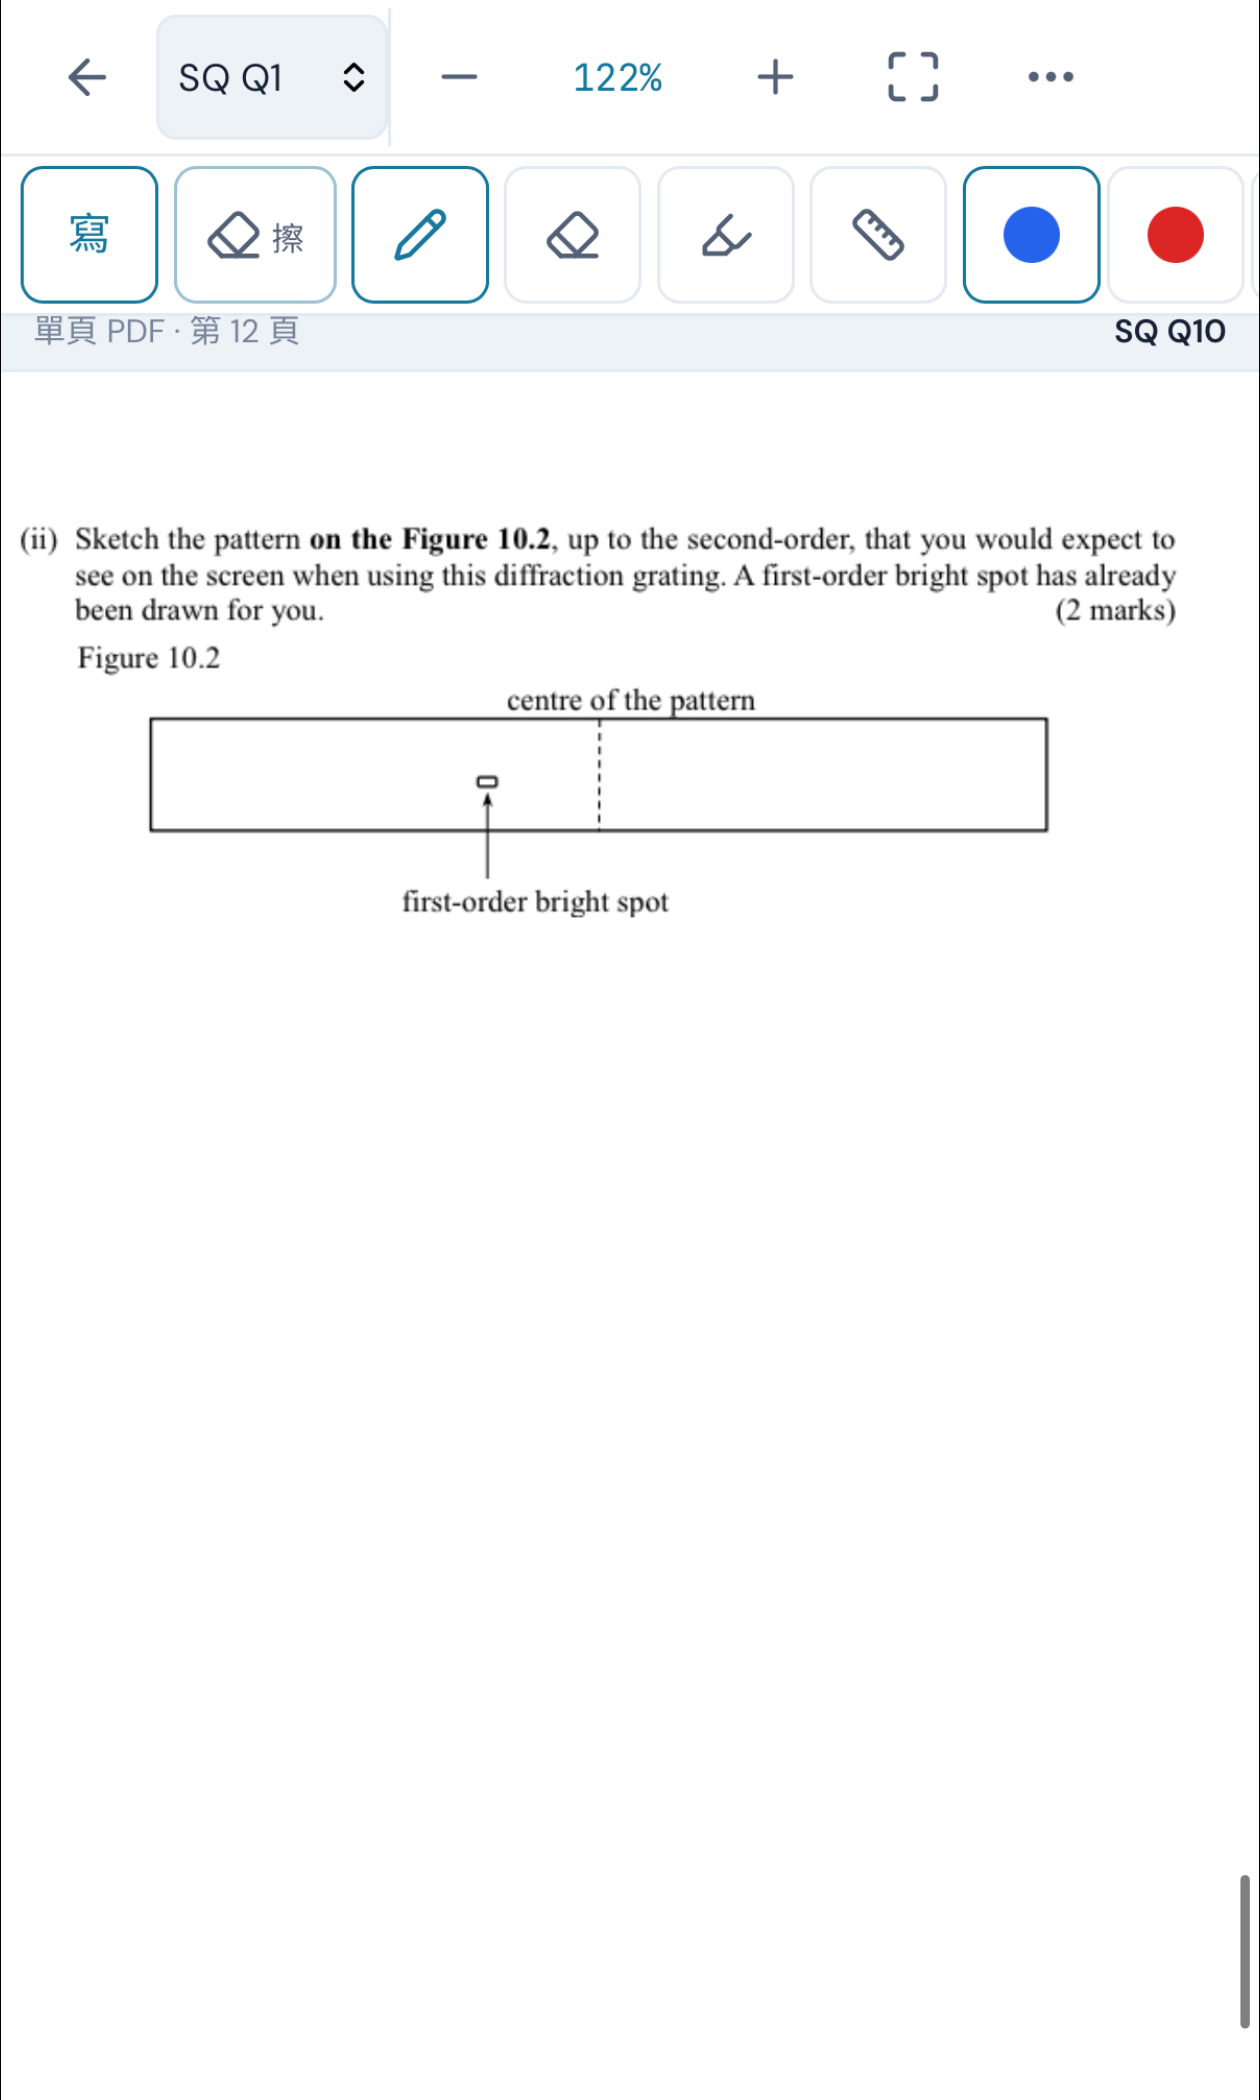 SQ Q1
122%
寫
擦
單頁 PDF · 第 12 頁
SQ Q10
(ii) Sketch the pattern on the Figure 10.2, up to the second-order, that you would expect to
see on the screen when using this diffraction grating. A first-order bright spot has already
been drawn for you. (2 marks)
Figure 10.2
centre of the pattern
first-order bright spot